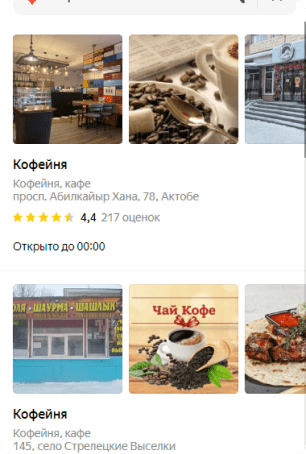 Кофейня
Кофейня, кафе
просп. Абилкайыр Хана, 78, Актобе
4,4 217 оценок
Открыто до 00:00
ШАУРМА - ШАШЛЫК
Чай Кофе
Кофейня
Кофейня, кафе
145, село Стрелецкие Выселки